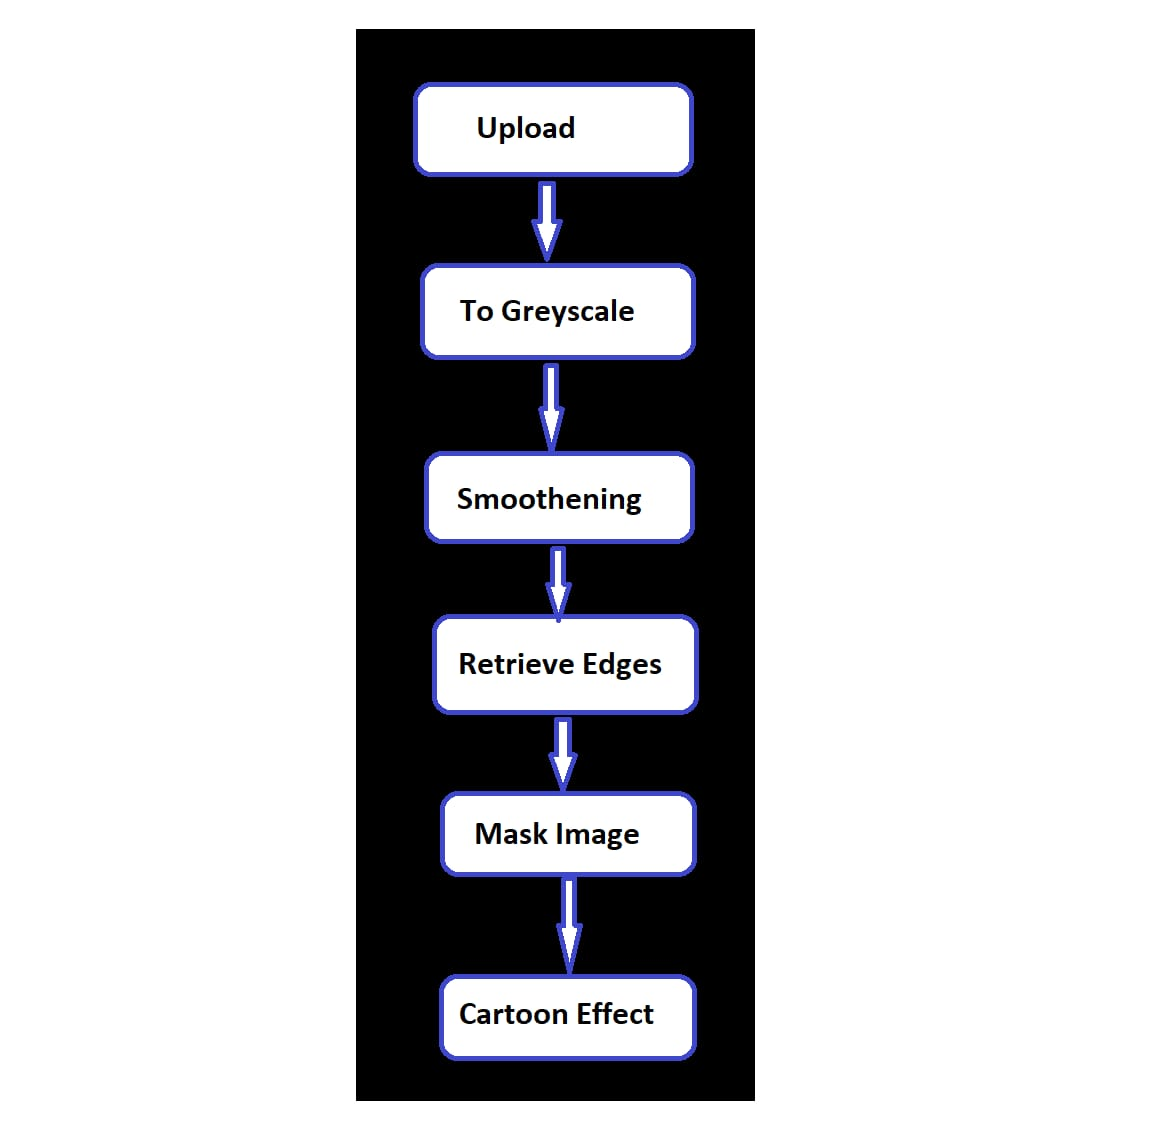 Upload
To Greyscale
Smoothening
Retrieve Edges
Mask Image
Cartoon Effect